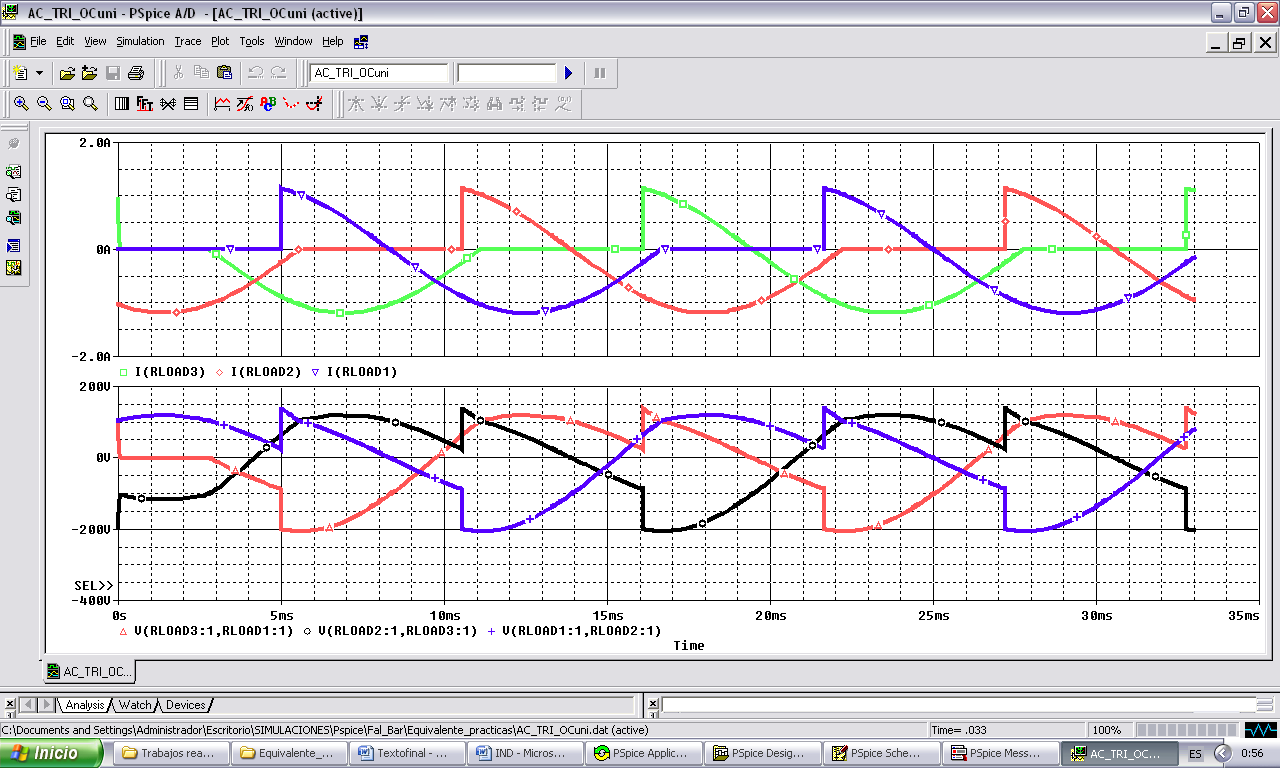 AC_TRI_OCuni - PSpice A/D - [AC_TRI_OCuni (active)]
File Edit View Simulation Trace Plot Tools Window Help
AC_TRI_OCuni
FFT
2.0A
0A
-2.0A
I(RLOAD3) I(RLOAD2) I(RLOAD1)
200V
0V
-200V
SEL>>
-400V
0s 5ms 10ms 15ms 20ms 25ms 30ms 35ms
V(RLOAD3:1,RLOAD1:1) V(RLOAD2:1,RLOAD3:1) V(RLOAD1:1,RLOAD2:1)
Time
AC_TRI_OC...
Analysis Watch Devices
C:\Documents and Settings\Administrador\Escritorio\SIMULACIONES\Pspice\Fal_Bar\Equivalente_practicas\AC_TRI_OCuni.dat (active) Time= .033 100%
Inicio Trabajos rea... Equivalente_... Textofinal - ... IND - Micros... PSpice Applic... PSpice Design... PSpice Sche... PSpice Mess... AC_TRI_OC... ES 0:56